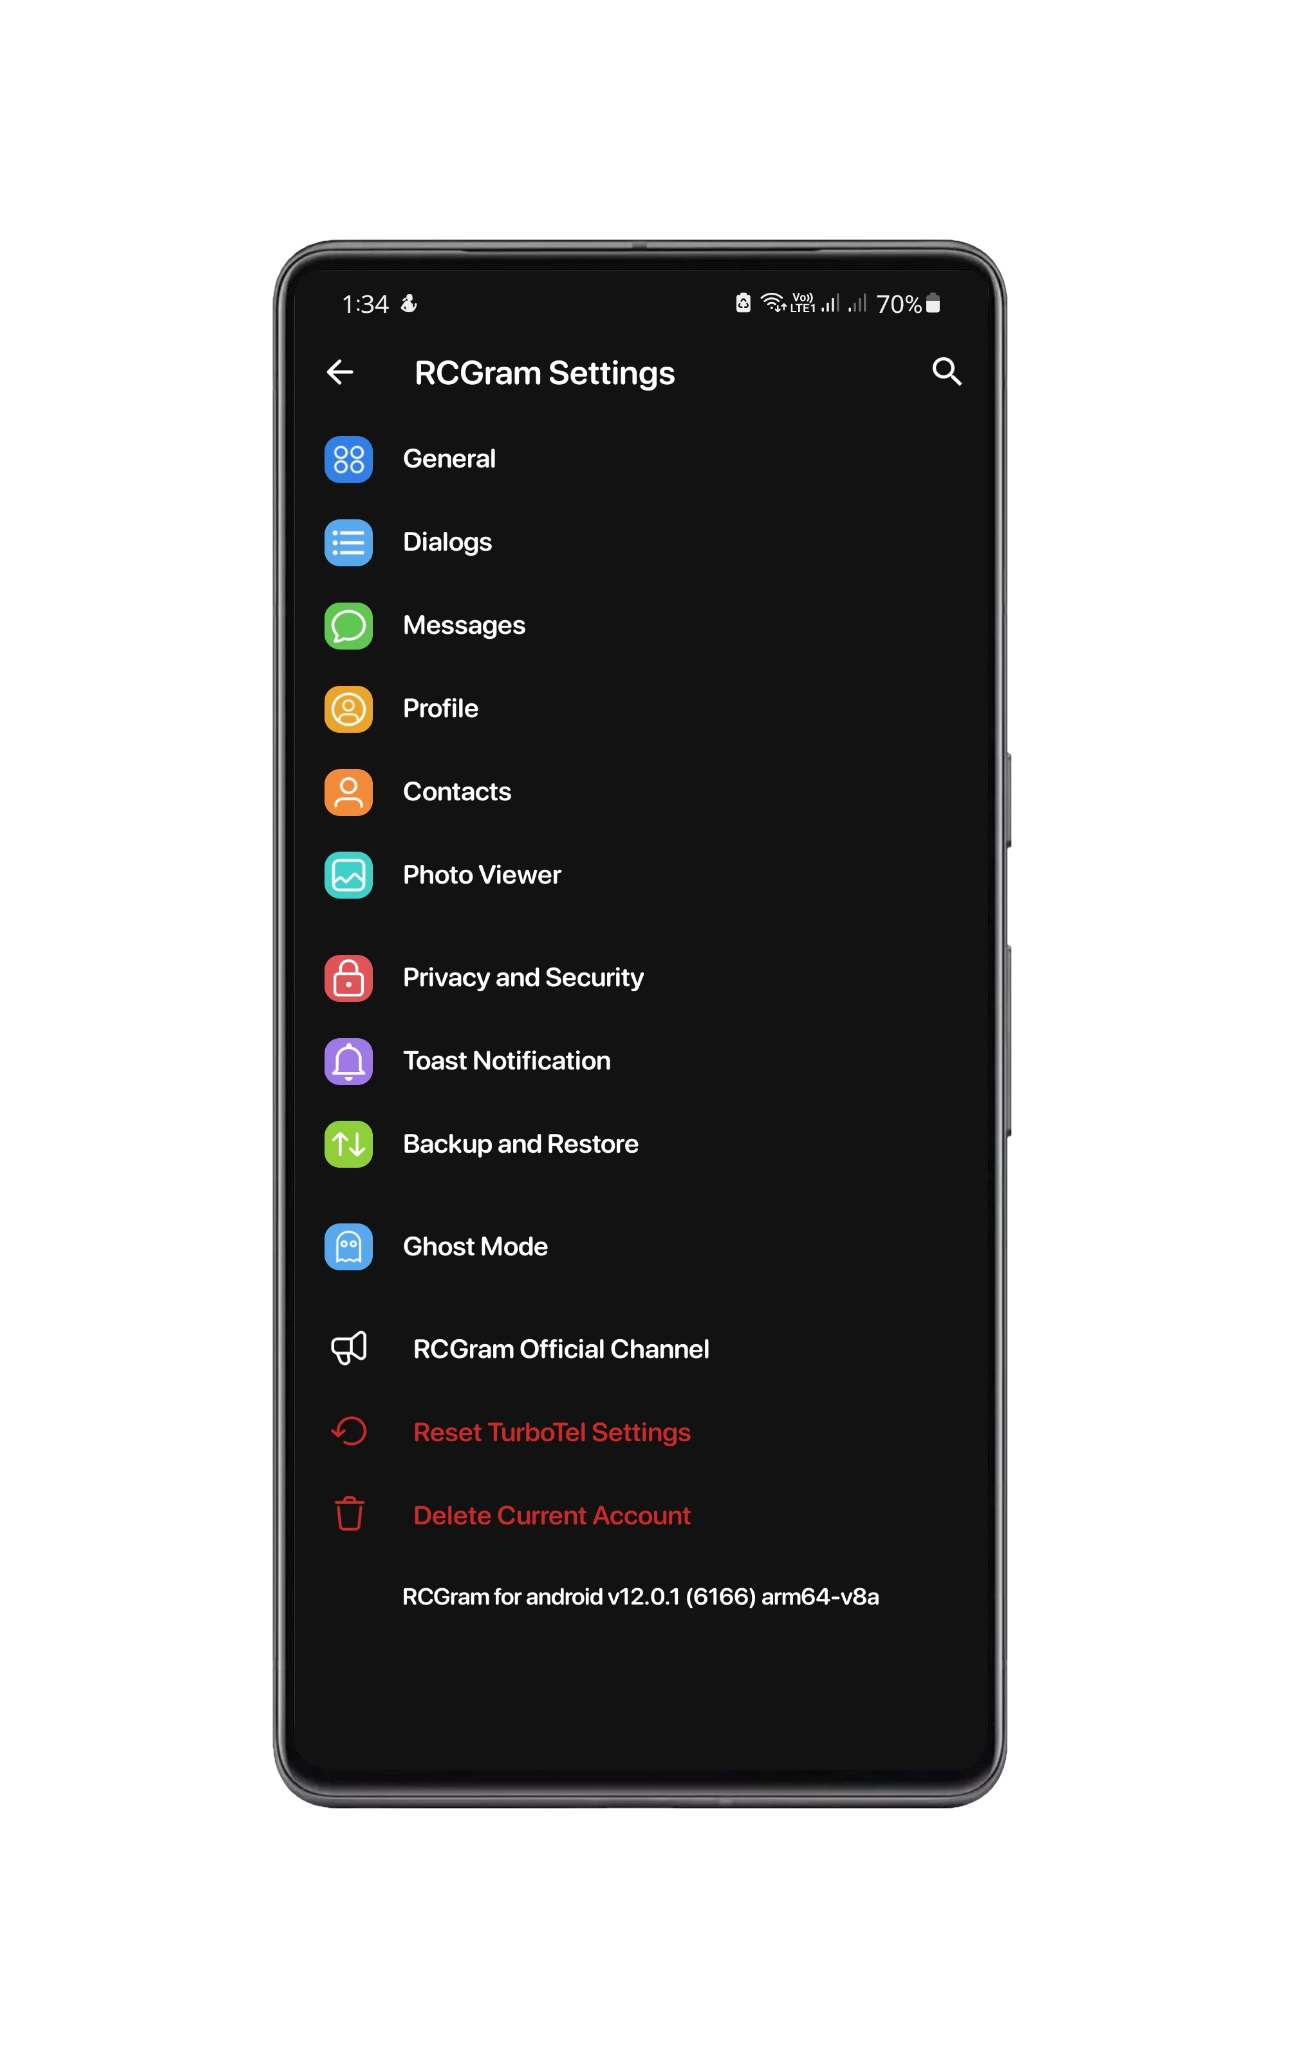 1:34 Vo)) LTE1 70%
RCGram Settings
General
Dialogs
Messages
Profile
Contacts
Photo Viewer
Privacy and Security
Toast Notification
Backup and Restore
Ghost Mode
RCGram Official Channel
Reset TurboTel Settings
Delete Current Account
RCGram for android v12.0.1 (6166) arm64-v8a